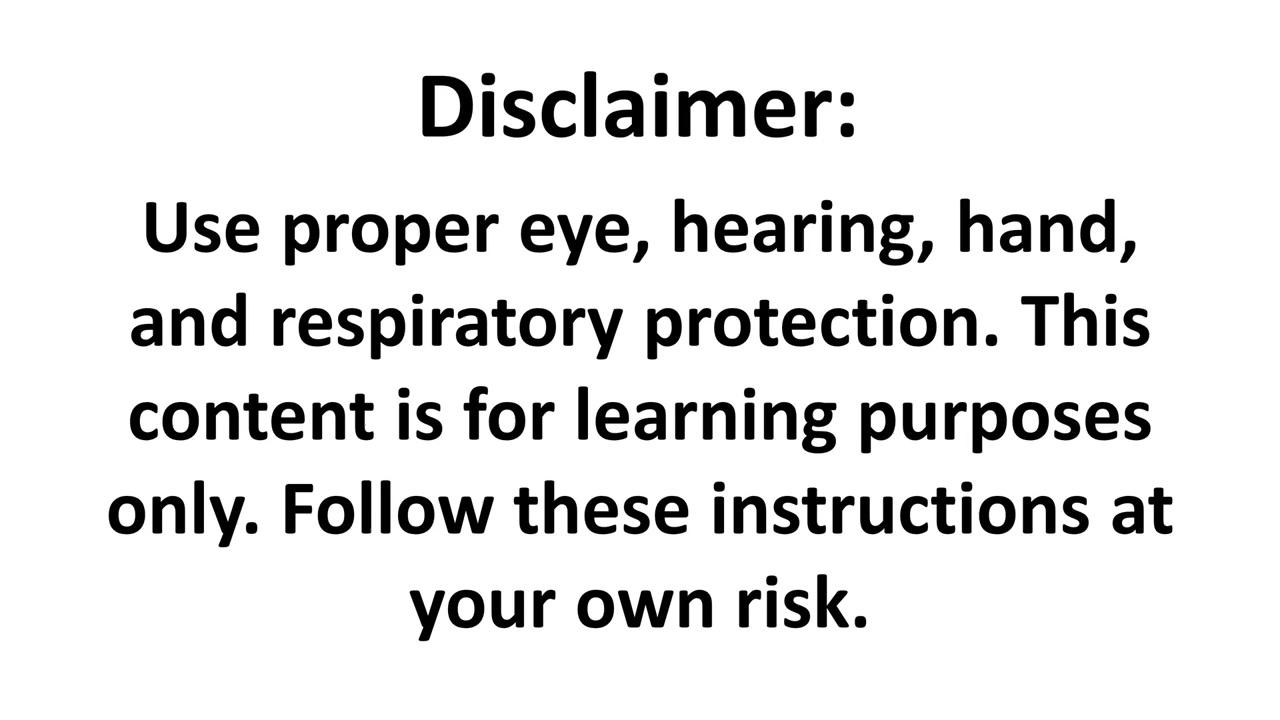 Disclaimer:
Use proper eye, hearing, hand,
and respiratory protection. This
content is for learning purposes
only. Follow these instructions at
your own risk.